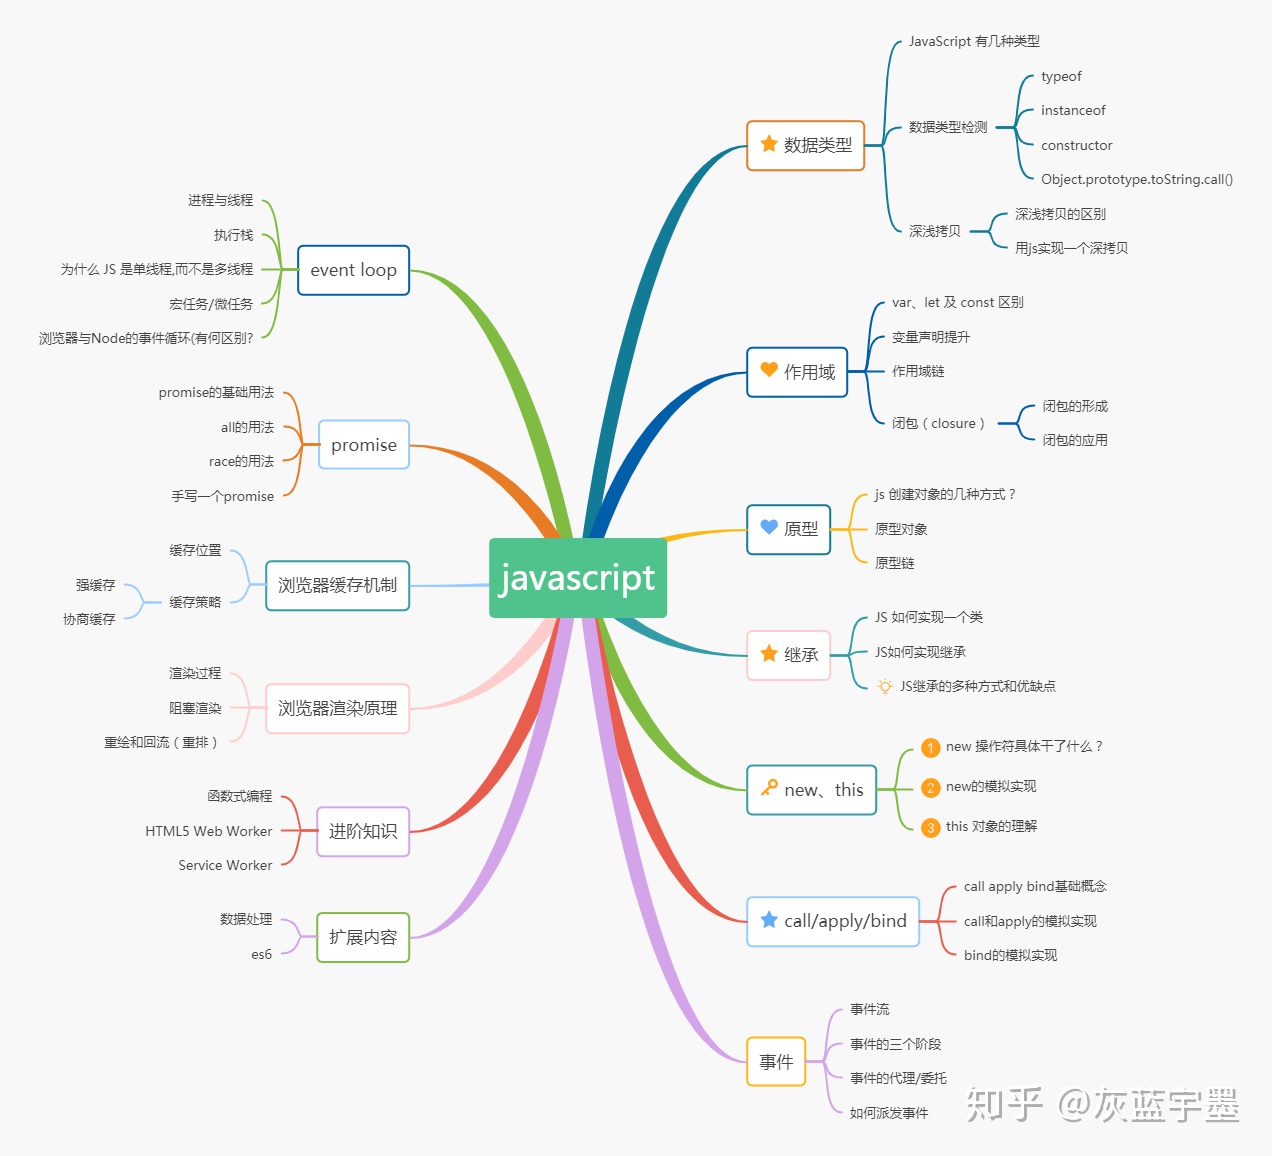 javascript
数据类型
JavaScript 有几种类型
数据类型检测
typeof
instanceof
constructor
Object.prototype.toString.call()
深浅拷贝
深浅拷贝的区别
用js实现一个深拷贝
作用域
var、let 及 const 区别
变量声明提升
作用域链
闭包（closure）
闭包的形成
闭包的应用
原型
js 创建对象的几种方式？
原型对象
原型链
继承
JS 如何实现一个类
JS如何实现继承
JS继承的多种方式和优缺点
new、this
1 new 操作符具体干了什么？
2 new的模拟实现
3 this 对象的理解
call/apply/bind
call apply bind基础概念
call和apply的模拟实现
bind的模拟实现
事件
事件流
事件的三个阶段
事件的代理/委托
如何派发事件
event loop
进程与线程
执行栈
为什么 JS 是单线程,而不是多线程
宏任务/微任务
浏览器与Node的事件循环(有何区别?
promise
promise的基础用法
all的用法
race的用法
手写一个promise
浏览器缓存机制
缓存位置
缓存策略
强缓存
协商缓存
浏览器渲染原理
渲染过程
阻塞渲染
重绘和回流（重排）
进阶知识
函数式编程
HTML5 Web Worker
Service Worker
扩展内容
数据处理
es6
知乎 @灰蓝宇墨